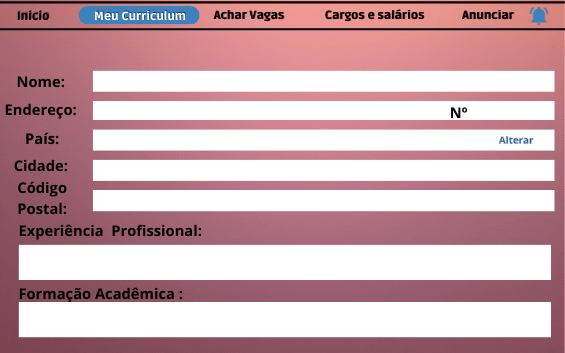 Início Meu Curriculum Achar Vagas Cargos e salários Anunciar
Nome:
Endereço: Nº
País: Alterar
Cidade:
Código
Postal:
Experiência Profissional:
Formação Acadêmica :